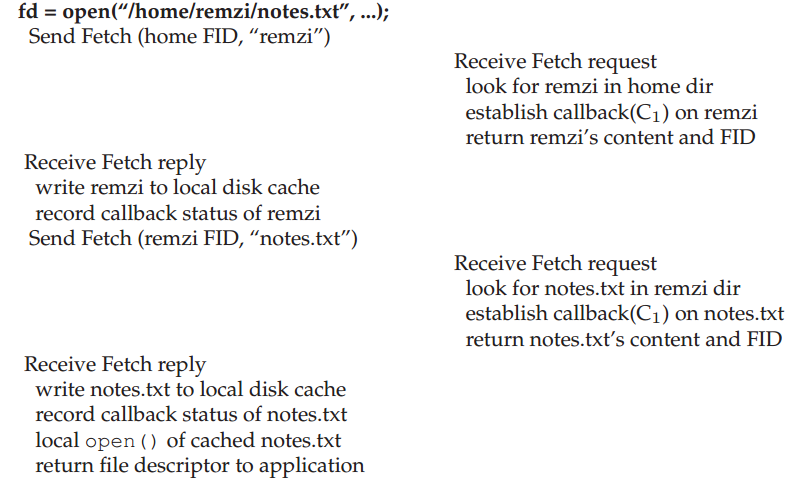 fd = open(“/home/remzi/notes.txt”, ...);
Send Fetch (home FID, “remzi”)
Receive Fetch request
look for remzi in home dir
establish callback(C₁) on remzi
return remzi’s content and FID
Receive Fetch reply
write remzi to local disk cache
record callback status of remzi
Send Fetch (remzi FID, “notes.txt”)
Receive Fetch request
look for notes.txt in remzi dir
establish callback(C₁) on notes.txt
return notes.txt’s content and FID
Receive Fetch reply
write notes.txt to local disk cache
record callback status of notes.txt
local open() of cached notes.txt
return file descriptor to application